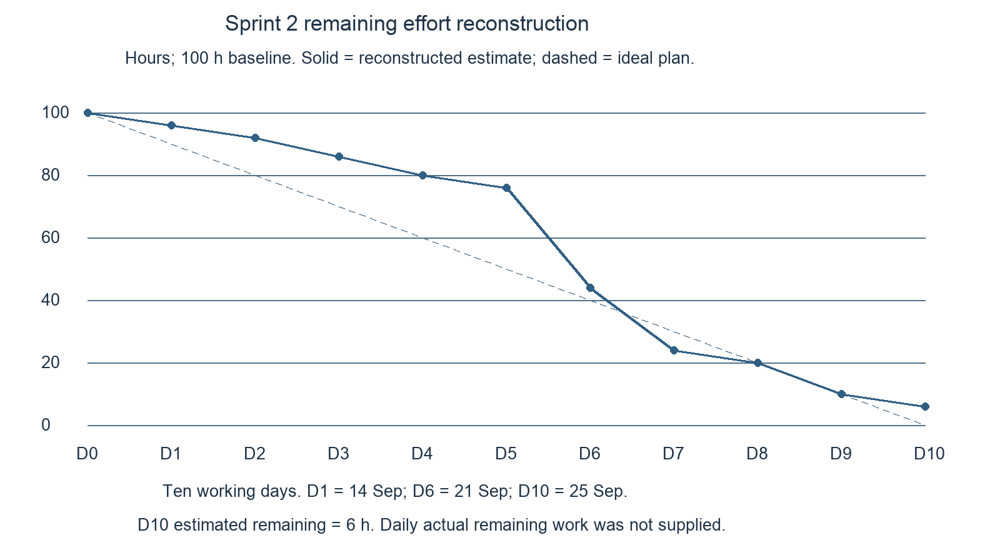 Sprint 2 remaining effort reconstruction
Hours; 100 h baseline. Solid = reconstructed estimate; dashed = ideal plan.
100
80
60
40
20
0
D0 D1 D2 D3 D4 D5 D6 D7 D8 D9 D10
Ten working days. D1 = 14 Sep; D6 = 21 Sep; D10 = 25 Sep.
D10 estimated remaining = 6 h. Daily actual remaining work was not supplied.